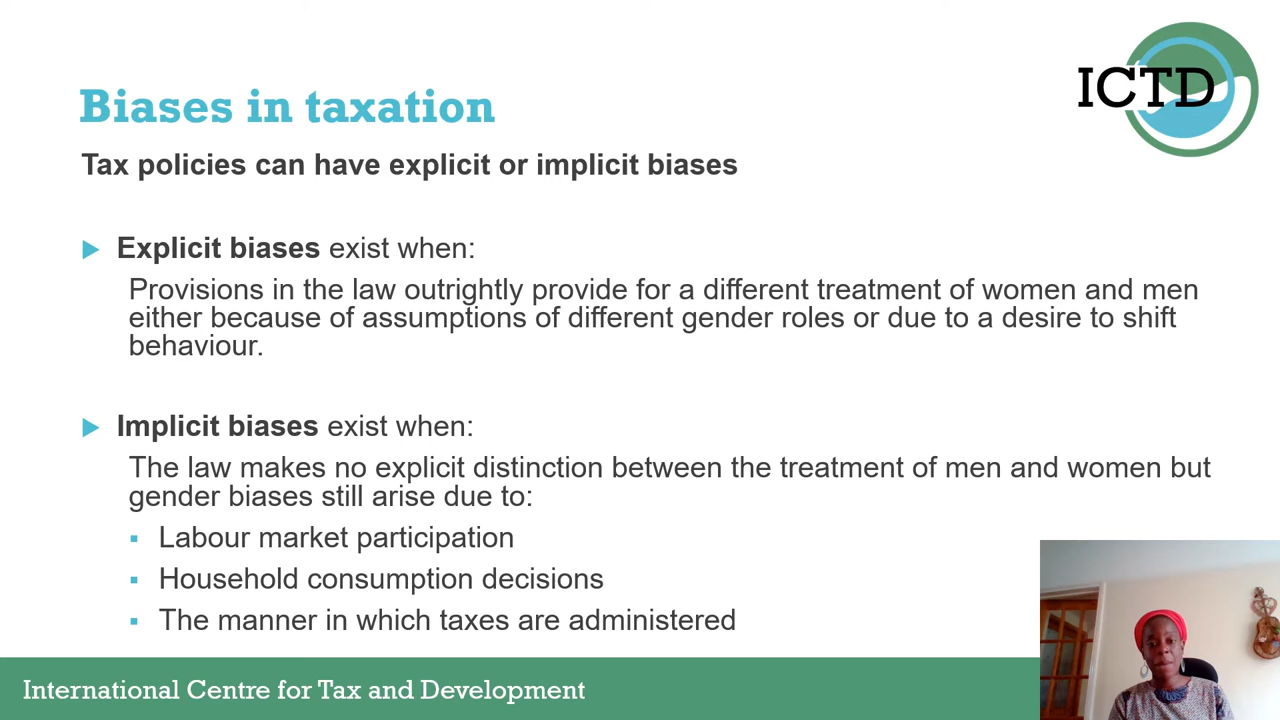 ICTD
Biases in taxation
Tax policies can have explicit or implicit biases
Explicit biases exist when:
Provisions in the law outrightly provide for a different treatment of women and men
either because of assumptions of different gender roles or due to a desire to shift
behaviour.
Implicit biases exist when:
The law makes no explicit distinction between the treatment of men and women but
gender biases still arise due to:
Labour market participation
Household consumption decisions
The manner in which taxes are administered
International Centre for Tax and Development